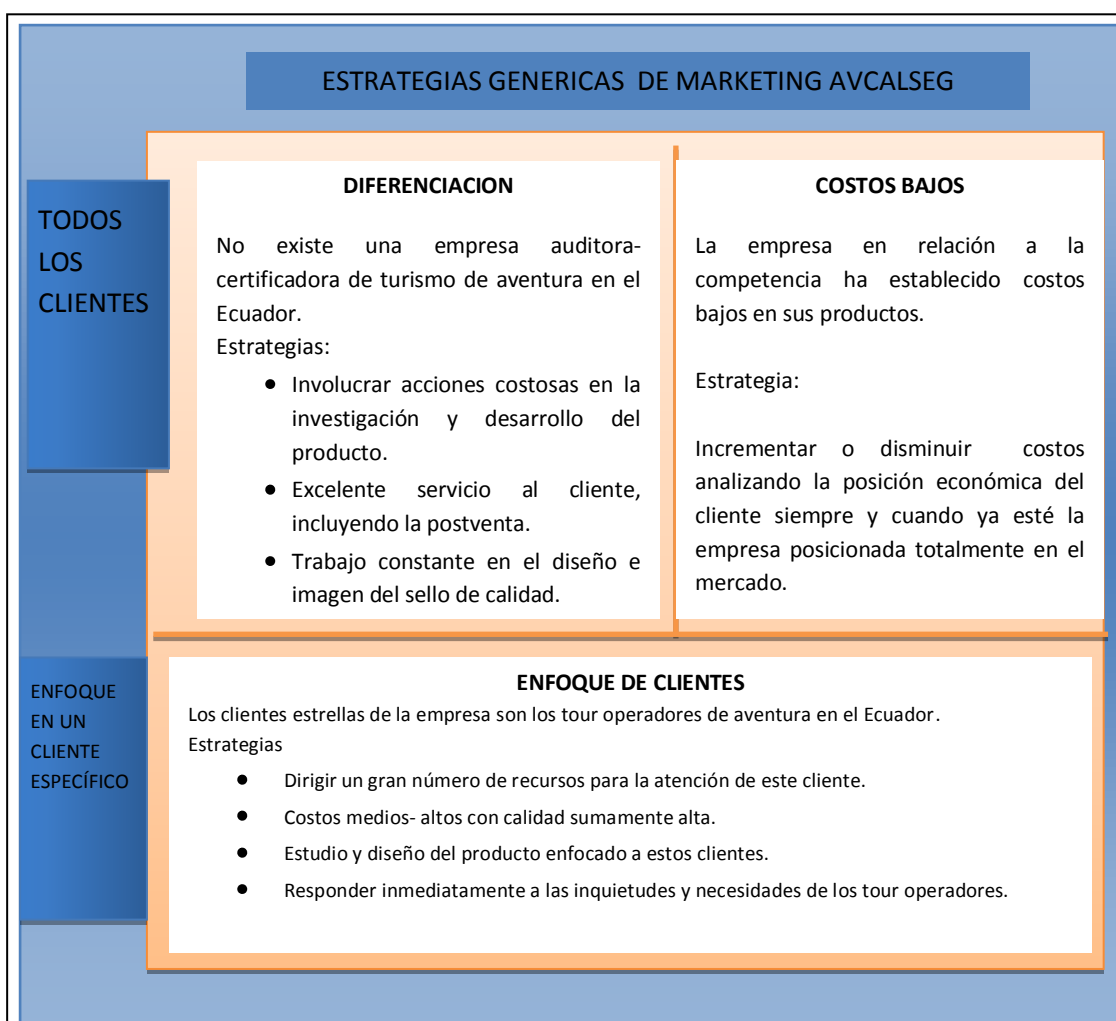 ESTRATEGIAS GENERICAS DE MARKETING AVCALSEG
TODOS
LOS
CLIENTES
DIFERENCIACION
No existe una empresa auditora-
certificadora de turismo de aventura en el
Ecuador.
Estrategias:
● Involucrar acciones costosas en la
investigación y desarrollo del
producto.
● Excelente servicio al cliente,
incluyendo la postventa.
● Trabajo constante en el diseño e
imagen del sello de calidad.
COSTOS BAJOS
La empresa en relación a la
competencia ha establecido costos
bajos en sus productos.
Estrategia:
Incrementar o disminuir costos
analizando la posición económica del
cliente siempre y cuando ya esté la
empresa posicionada totalmente en el
mercado.
ENFOQUE
EN UN
CLIENTE
ESPECÍFICO
ENFOQUE DE CLIENTES
Los clientes estrellas de la empresa son los tour operadores de aventura en el Ecuador.
Estrategias
● Dirigir un gran número de recursos para la atención de este cliente.
● Costos medios- altos con calidad sumamente alta.
● Estudio y diseño del producto enfocado a estos clientes.
● Responder inmediatamente a las inquietudes y necesidades de los tour operadores.